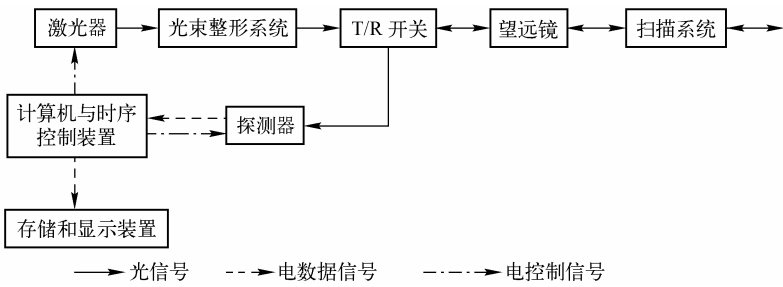 激光器
光束整形系统
T/R 开关
望远镜
扫描系统
计算机与时序
控制装置
探测器
存储和显示装置
光信号
电数据信号
电控制信号